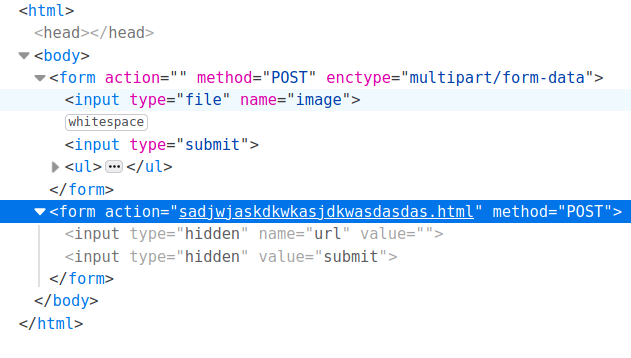 <html>
<head></head>
<body>
<form action="" method="POST" enctype="multipart/form-data">
<input type="file" name="image">
whitespace
<input type="submit">
<ul>•••</ul>
</form>
<form action="sadjwjaskdkwkasjdkwasdasdas.html" method="POST">
<input type="hidden" name="url" value="">
<input type="hidden" value="submit">
</form>
</body>
</html>